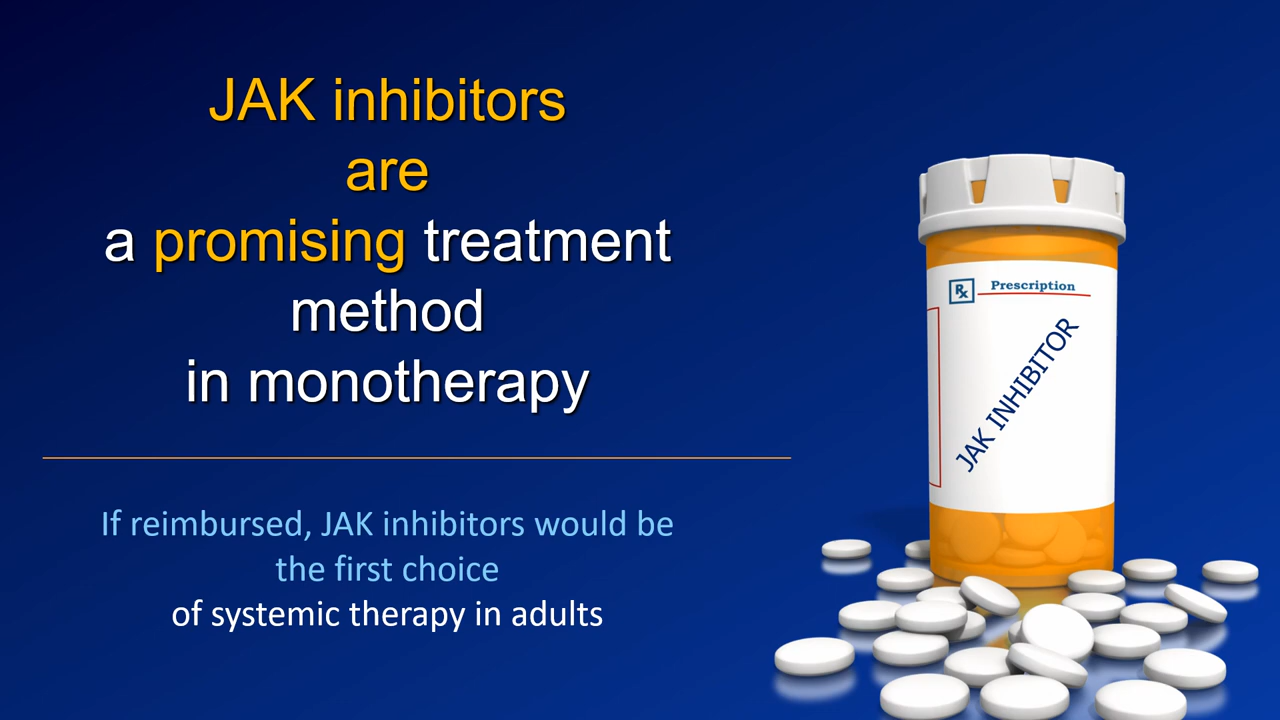 JAK inhibitors
are
a promising treatment
method
in monotherapy
If reimbursed, JAK inhibitors would be
the first choice
of systemic therapy in adults
Rx Prescription
JAK INHIBITOR